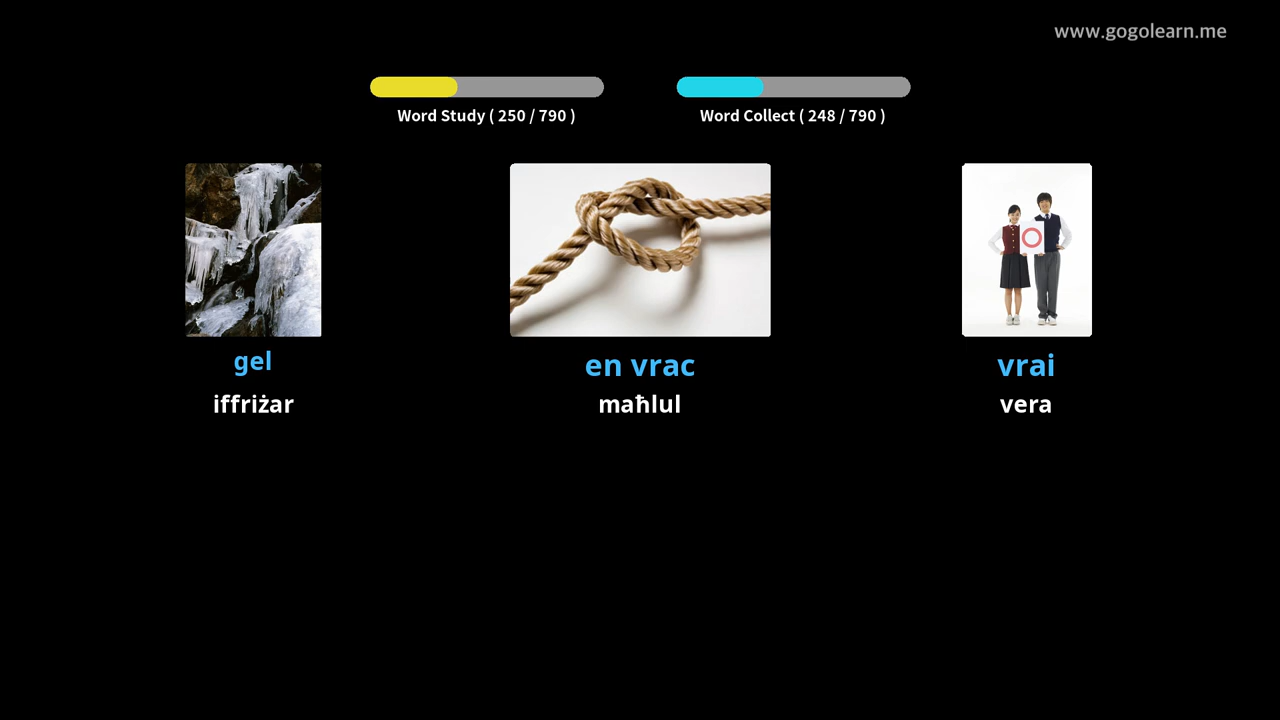 www.gogolearn.me
Word Study ( 250 / 790 )
Word Collect ( 248 / 790 )
gel
iffriżar
en vrac
maħlul
vrai
vera